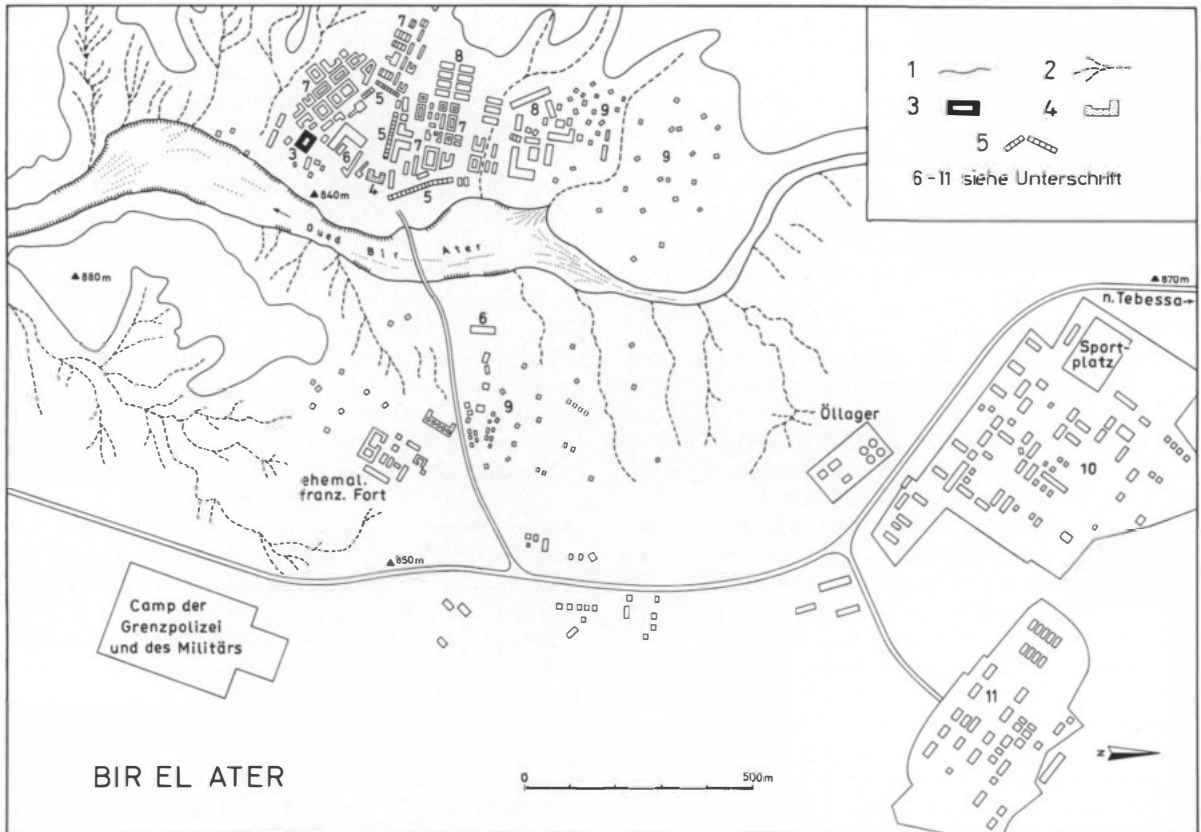 7
8
7
5
8
9
7
5
7
9
3
6
7
4
5
▲840m
Oued Bir Ater
▲880m
6
9
ehemal.
franz. Fort
▲850m
Camp der
Grenzpolizei
und des Militärs
1
2
3
4
5
6-11 siehe Unterschrift
▲870m
n.Tebessa→
Sport-
platz
Öllager
10
11
N
BIR EL ATER
0 500m